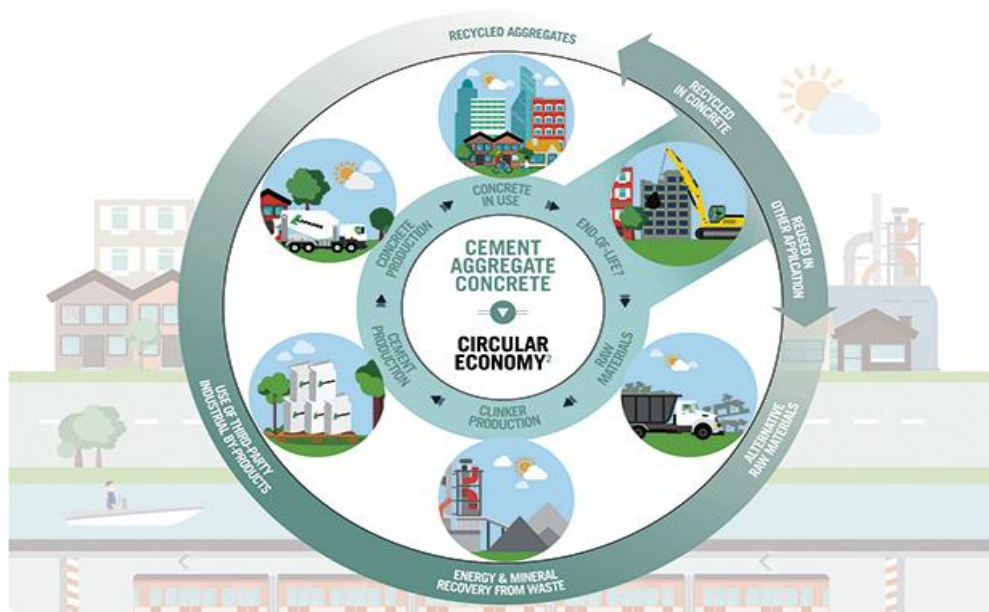 RECYCLED AGGREGATES
RECYCLED
IN CONCRETE
REUSED IN
OTHER APPILCATION
ALTERNATIVE
RAW MATERIALS
ENERGY & MINERAL
RECOVERY FROM WASTE
USE OF THIRD-PARTY
INDUSTRIAL BY-PRODUCTS
CONCRETE
IN USE
END-OF-LIFE?
RAW
MATERIALS
CLINKER
PRODUCTION
CEMENT
PRODUCTION
CONCRETE
PRODUCTION
CEMENT
AGGREGATE
CONCRETE
CIRCULAR
ECONOMY²